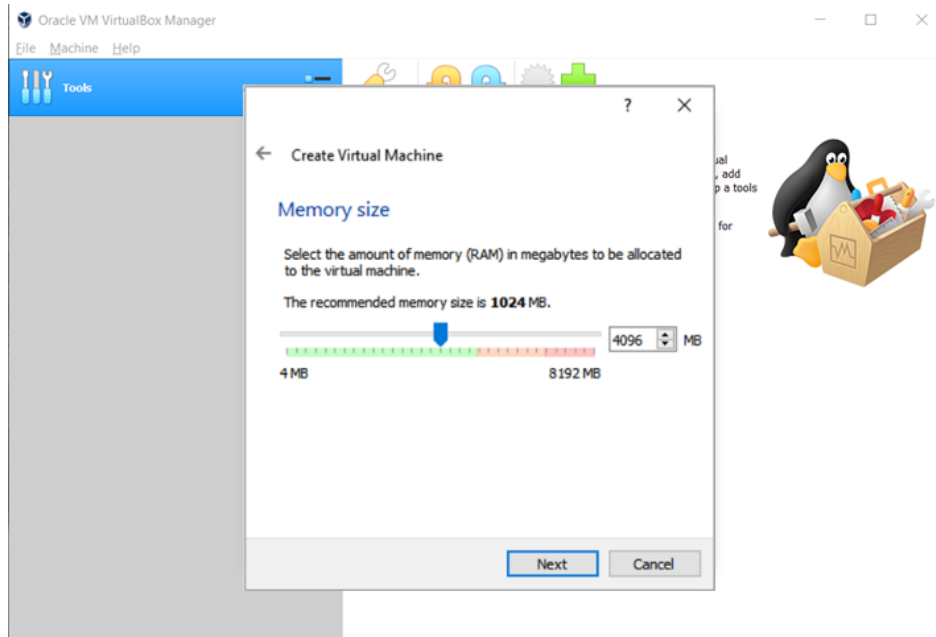 Oracle VM VirtualBox Manager
File Machine Help
Tools
?
Create Virtual Machine
Memory size
Select the amount of memory (RAM) in megabytes to be allocated
to the virtual machine.
The recommended memory size is 1024 MB.
4096 MB
4 MB 8192 MB
Next Cancel
, add
p a tools
for